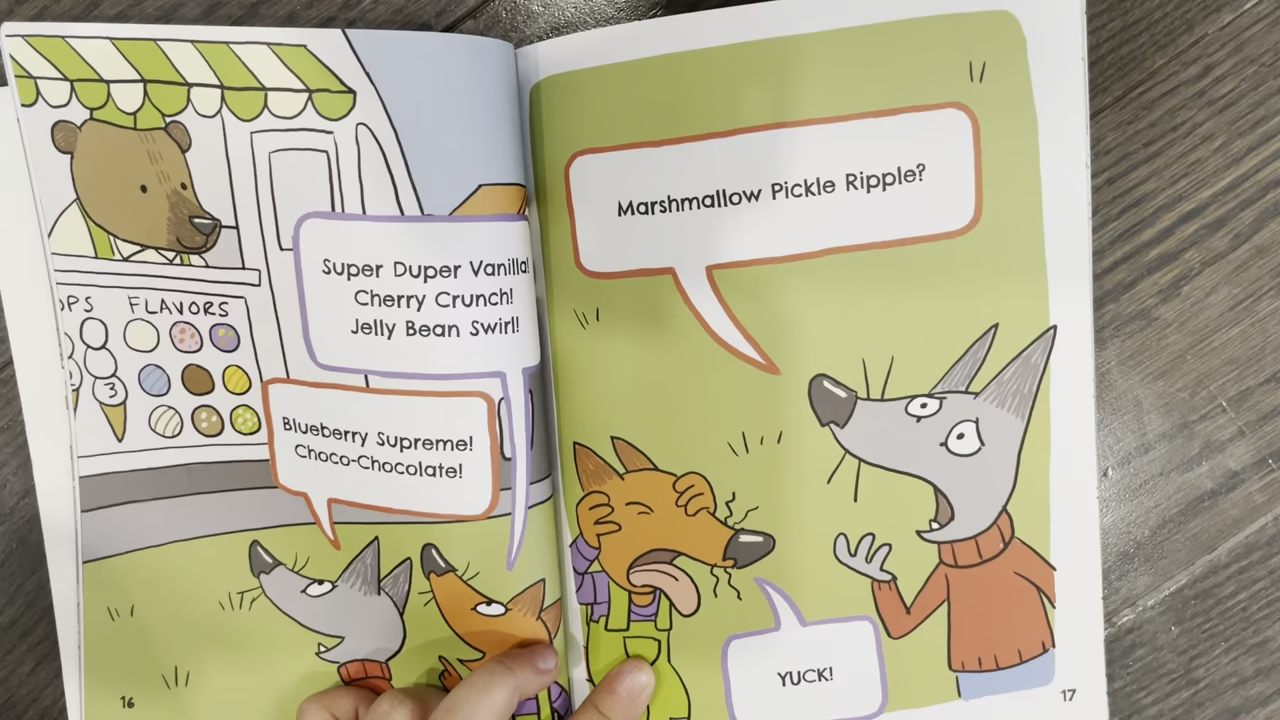 FLAVORS
3
Super Duper Vanilla!
Cherry Crunch!
Jelly Bean Swirl!
Blueberry Supreme!
Choco-Chocolate!
16
Marshmallow Pickle Ripple?
YUCK!
17